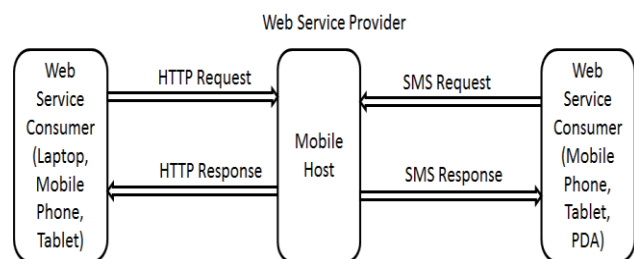 Web Service Provider
Web
Service
Consumer
(Laptop,
Mobile
Phone,
Tablet)
HTTP Request
HTTP Response
Mobile
Host
SMS Request
SMS Response
Web
Service
Consumer
(Mobile
Phone,
Tablet,
PDA)